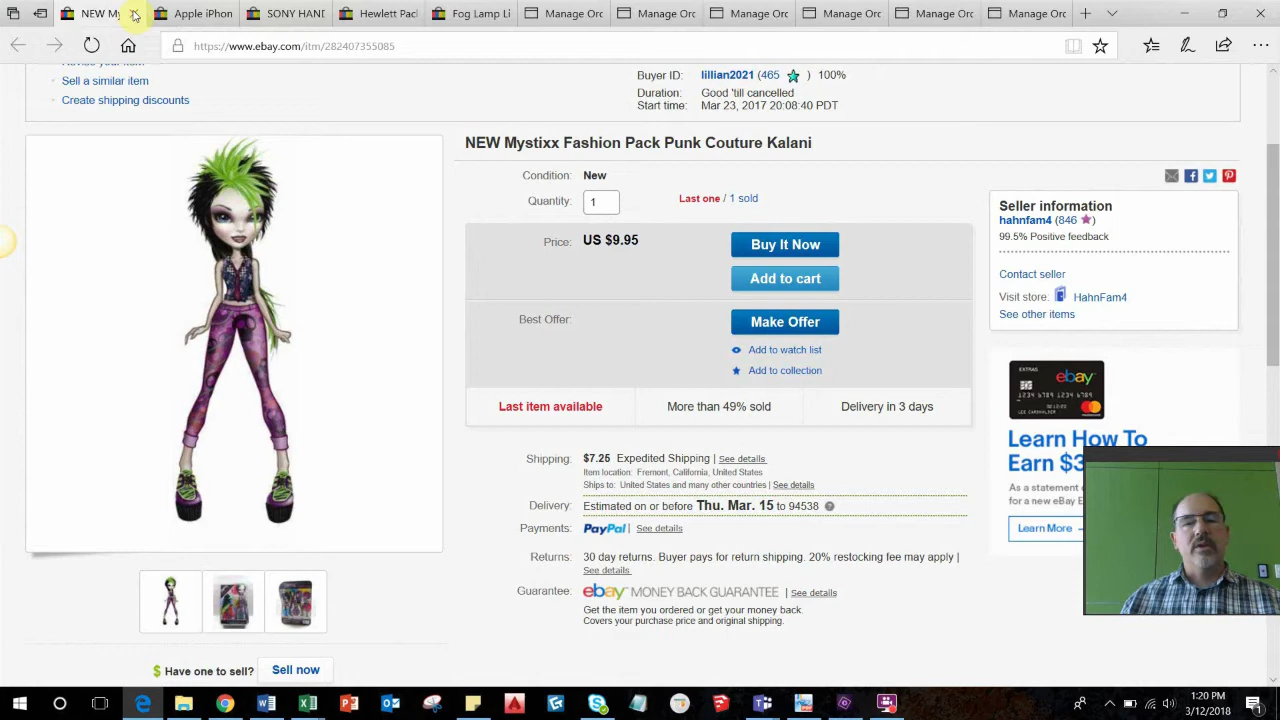 NEW My
Apple iPhon
SONY HANI
Hewlett Pacl
Fog Lamp I
Manage Orc
Manage Orc
Manage Orc
Manage Orc
Manage Orc
Manage Orc
https://www.ebay.com/itm/282407355085
Sell a similar item
Create shipping discounts
Buyer ID: lillian2021 (465 ) 100%
Duration: Good 'till cancelled
Start time: Mar 23, 2017 20:08:40 PDT
NEW Mystixx Fashion Pack Punk Couture Kalani
Condition: New
Quantity: 1 Last one / 1 sold
Price: US $9.95 Buy It Now
Add to cart
Best Offer: Make Offer
Add to watch list
Add to collection
Last item available More than 49% sold Delivery in 3 days
Shipping: $7.25 Expedited Shipping | See details
Item location: Fremont, California, United States
Ships to: United States and many other countries | See details
Delivery: Estimated on or before Thu. Mar. 15 to 94538 ?
Payments: PayPal | See details
Returns: 30 day returns. Buyer pays for return shipping. 20% restocking fee may apply |
See details
Guarantee: ebay MONEY BACK GUARANTEE | See details
Get the item you ordered or get your money back.
Covers your purchase price and original shipping.
Seller information
hahnfam4 (846 )
99.5% Positive feedback
Contact seller
Visit store: HahnFam4
See other items
EXTRAS ebay
Learn How To
Earn $3
As a statement
for a new eBay E
Learn More
$ Have one to sell? Sell now
1:20 PM
3/12/2018